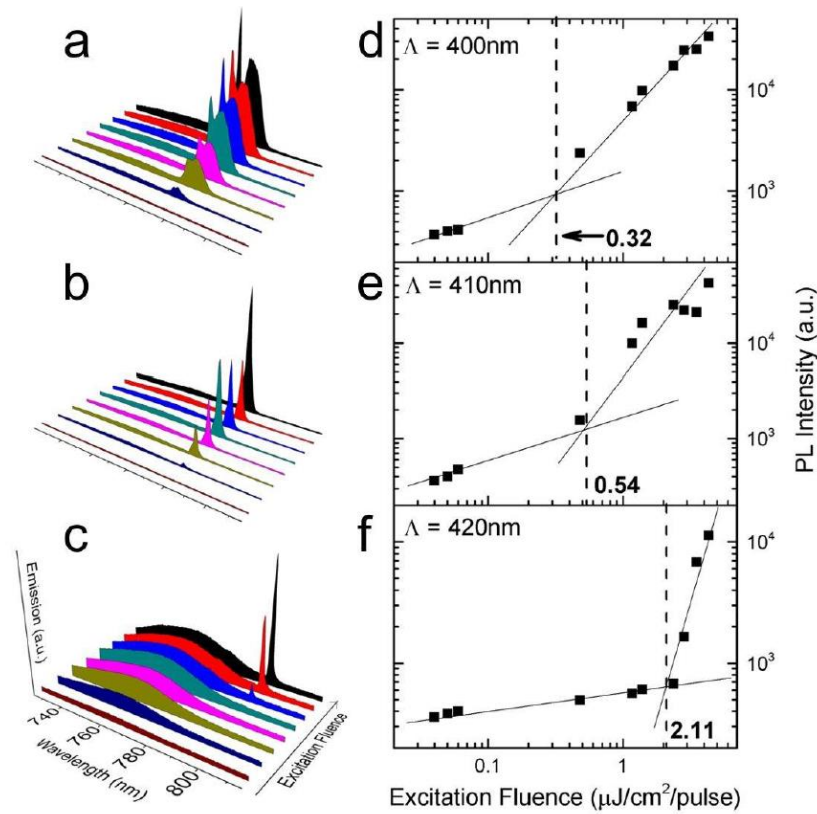 a
b
c
Emission (a.u.)
740
760
780
800
Wavelength (nm)
Excitation Fluence
d
Λ = 400nm
0.32
10⁴
10³
e
Λ = 410nm
0.54
10⁴
10³
f
Λ = 420nm
2.11
10⁴
10³
PL Intensity (a.u.)
0.1
1
Excitation Fluence (μJ/cm²/pulse)